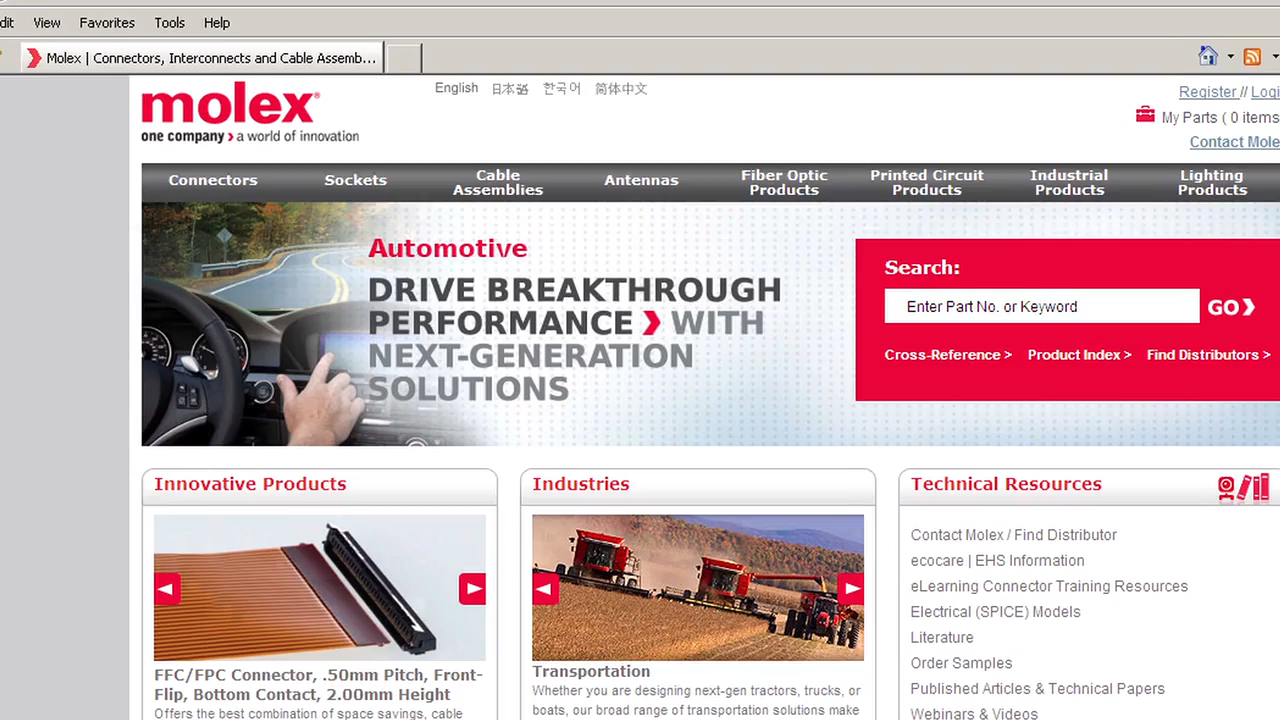 dit View Favorites Tools Help
Molex | Connectors, Interconnects and Cable Assemb...
molex®
one company > a world of innovation
English 日本語 한국어 简体中文
Register // Logi
My Parts ( 0 items
Contact Mole
Connectors Sockets Cable Assemblies Antennas Fiber Optic Products Printed Circuit Products Industrial Products Lighting Products
Automotive
DRIVE BREAKTHROUGH
PERFORMANCE > WITH
NEXT-GENERATION
SOLUTIONS
Search:
Enter Part No. or Keyword GO
Cross-Reference > Product Index > Find Distributors >
Innovative Products
FFC/FPC Connector, .50mm Pitch, Front-
Flip, Bottom Contact, 2.00mm Height
Offers the best combination of space savings, cable
Industries
Transportation
Whether you are designing next-gen tractors, trucks, or
boats, our broad range of transportation solutions make
Technical Resources
Contact Molex / Find Distributor
ecocare | EHS Information
eLearning Connector Training Resources
Electrical (SPICE) Models
Literature
Order Samples
Published Articles & Technical Papers
Webinars & Videos